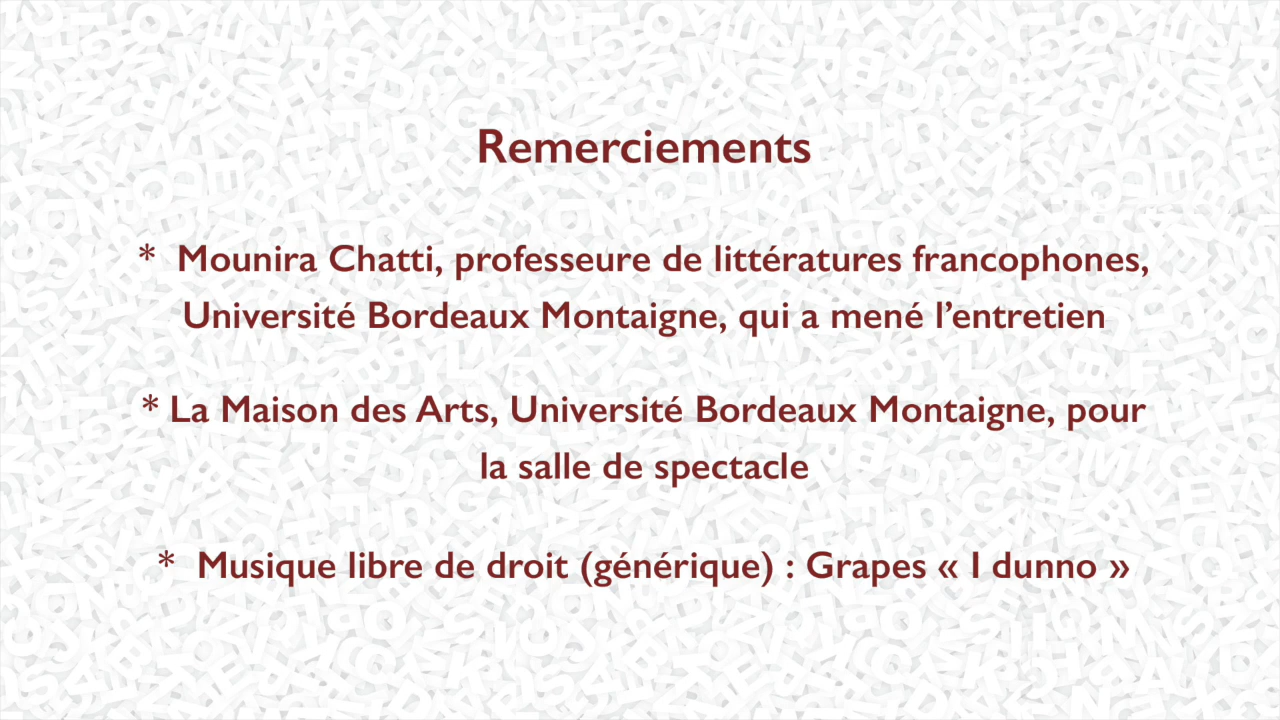 Remerciements
* Mounira Chatti, professeure de littératures francophones,
Université Bordeaux Montaigne, qui a mené l’entretien
* La Maison des Arts, Université Bordeaux Montaigne, pour
la salle de spectacle
* Musique libre de droit (générique) : Grapes « I dunno »